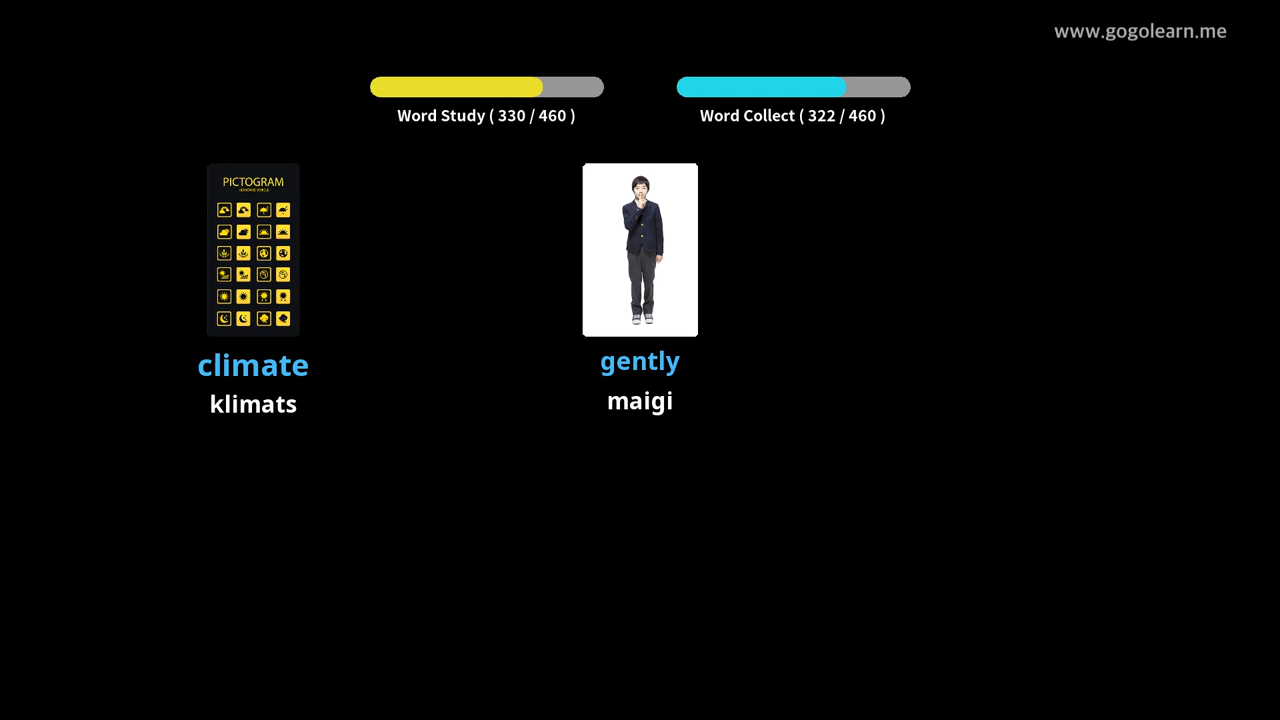 www.gogolearn.me
Word Study ( 330 / 460 )
Word Collect ( 322 / 460 )
PICTOGRAM
climate
klimats
gently
maigi